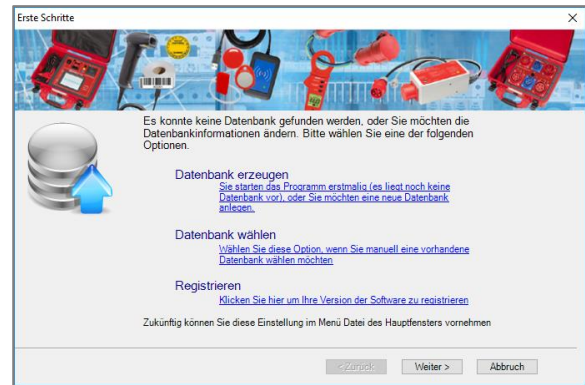 Erste Schritte
Es konnte keine Datenbank gefunden werden, oder Sie möchten die
Datenbankinformationen ändern. Bitte wählen Sie eine der folgenden
Optionen.
Datenbank erzeugen
Sie starten das Programm erstmalig (es liegt noch keine
Datenbank vor), oder Sie möchten eine neue Datenbank
anlegen.
Datenbank wählen
Wählen Sie diese Option, wenn Sie manuell eine vorhandene
Datenbank wählen möchten
Registrieren
Klicken Sie hier um Ihre Version der Software zu registrieren
Zukünftig können Sie diese Einstellung im Menü Datei des Hauptfensters vornehmen
< Zurück
Weiter >
Abbruch